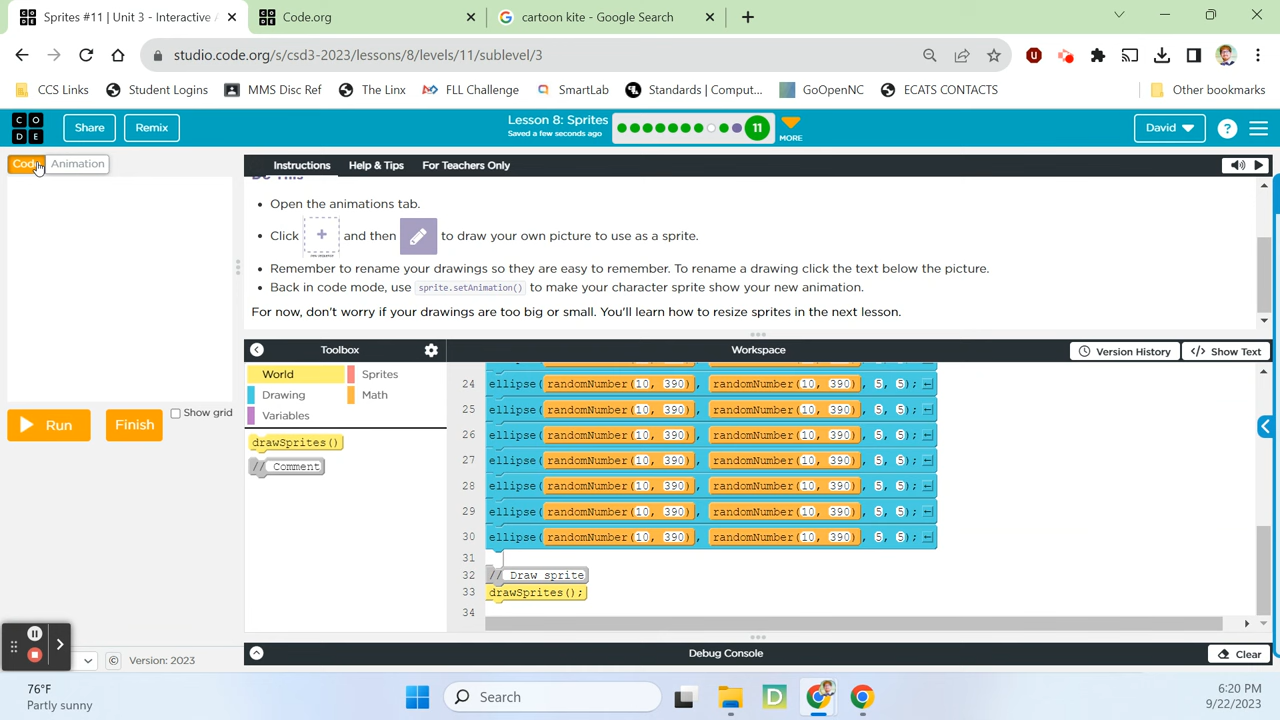 Sprites #11 | Unit 3 - Interactive A
Code.org
cartoon kite - Google Search
studio.code.org/s/csd3-2023/lessons/8/levels/11/sublevel/3
CCS Links
Student Logins
MMS Disc Ref
The Linx
FLL Challenge
SmartLab
Standards | Comput...
GoOpenNC
ECATS CONTACTS
Other bookmarks
C O
D E
Share
Remix
Lesson 8: Sprites
Saved a few seconds ago
11
MORE
David
?
Code
Animation
Instructions
Help & Tips
For Teachers Only
Do This
Open the animations tab.
Click + and then to draw your own picture to use as a sprite.
Remember to rename your drawings so they are easy to remember. To rename a drawing click the text below the picture.
Back in code mode, use sprite.setAnimation() to make your character sprite show your new animation.
For now, don't worry if your drawings are too big or small. You'll learn how to resize sprites in the next lesson.
Toolbox
Workspace
Version History
</> Show Text
World
Sprites
Drawing
Math
Variables
drawSprites()
// Comment
24 ellipse( randomNumber(10, 390), randomNumber(10, 390), 5, 5);
25 ellipse( randomNumber(10, 390), randomNumber(10, 390), 5, 5);
26 ellipse( randomNumber(10, 390), randomNumber(10, 390), 5, 5);
27 ellipse( randomNumber(10, 390), randomNumber(10, 390), 5, 5);
28 ellipse( randomNumber(10, 390), randomNumber(10, 390), 5, 5);
29 ellipse( randomNumber(10, 390), randomNumber(10, 390), 5, 5);
30 ellipse( randomNumber(10, 390), randomNumber(10, 390), 5, 5);
31
32 // Draw sprite
33 drawSprites();
34
Run
Finish
Show grid
Version: 2023
Debug Console
Clear
76°F
Partly sunny
Search
6:20 PM
9/22/2023